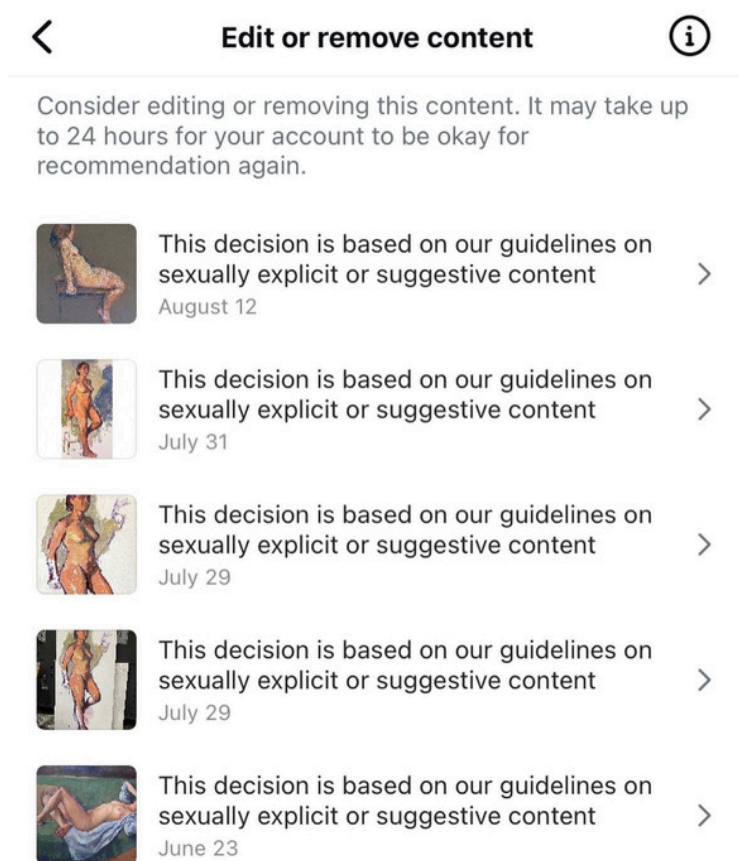 Edit or remove content
Consider editing or removing this content. It may take up
to 24 hours for your account to be okay for
recommendation again.
This decision is based on our guidelines on
sexually explicit or suggestive content
August 12
This decision is based on our guidelines on
sexually explicit or suggestive content
July 31
This decision is based on our guidelines on
sexually explicit or suggestive content
July 29
This decision is based on our guidelines on
sexually explicit or suggestive content
July 29
This decision is based on our guidelines on
sexually explicit or suggestive content
June 23